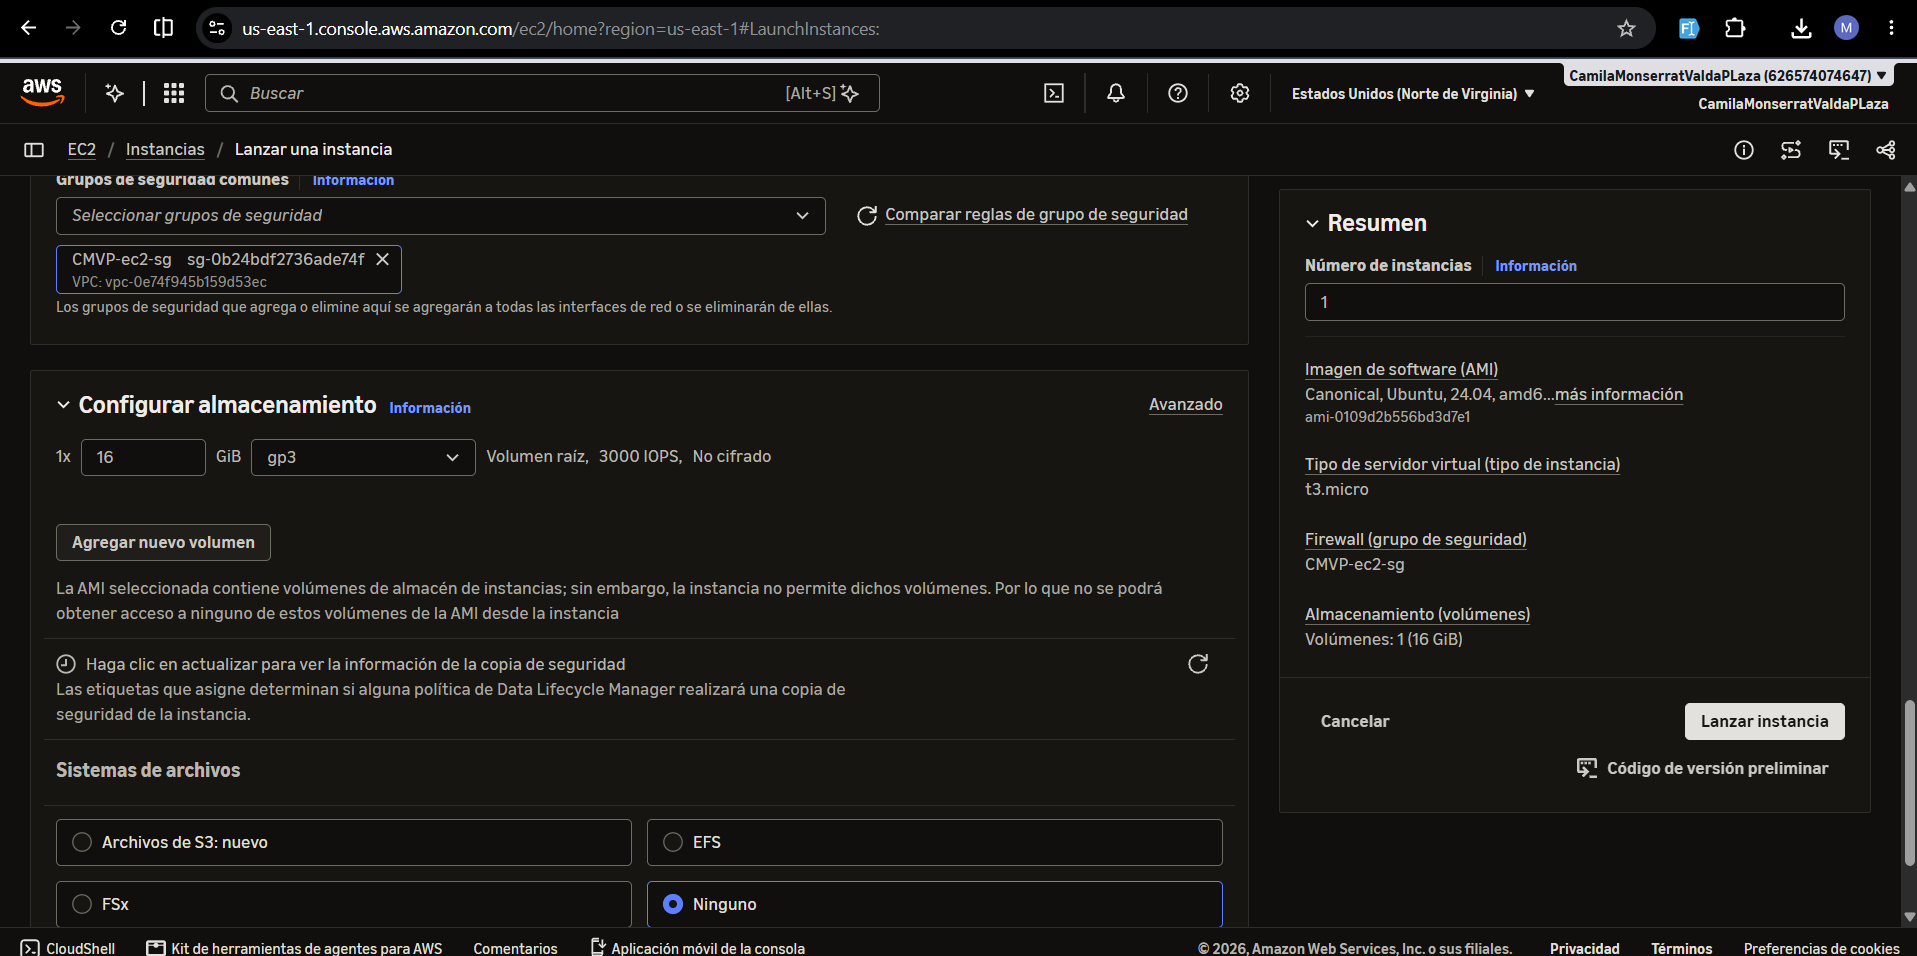 us-east-1.console.aws.amazon.com/ec2/home?region=us-east-1#LaunchInstances:
M
aws
Buscar
[Alt+S]
Estados Unidos (Norte de Virginia) ▼
CamilaMonserratValdaPLaza (626574074647) ▼
CamilaMonserratValdaPLaza
EC2 / Instancias / Lanzar una instancia
Grupos de seguridad comunes
Información
Seleccionar grupos de seguridad
Comparar reglas de grupo de seguridad
CMVP-ec2-sg sg-0b24bdf2736ade74f
VPC: vpc-0e74f945b159d53ec
Los grupos de seguridad que agrega o elimine aquí se agregarán a todas las interfaces de red o se eliminarán de ellas.
Configurar almacenamiento
Información
Avanzado
1x
16
GiB
gp3
Volumen raíz, 3000 IOPS, No cifrado
Agregar nuevo volumen
La AMI seleccionada contiene volúmenes de almacén de instancias; sin embargo, la instancia no permite dichos volúmenes. Por lo que no se podrá
obtener acceso a ninguno de estos volúmenes de la AMI desde la instancia
Haga clic en actualizar para ver la información de la copia de seguridad
Las etiquetas que asigne determinan si alguna política de Data Lifecycle Manager realizará una copia de
seguridad de la instancia.
Sistemas de archivos
Archivos de S3: nuevo
EFS
FSx
Ninguno
Resumen
Número de instancias
Información
1
Imagen de software (AMI)
Canonical, Ubuntu, 24.04, amd6...más información
ami-0109d2b556bd3d7e1
Tipo de servidor virtual (tipo de instancia)
t3.micro
Firewall (grupo de seguridad)
CMVP-ec2-sg
Almacenamiento (volúmenes)
Volúmenes: 1 (16 GiB)
Cancelar
Lanzar instancia
Código de versión preliminar
CloudShell
Kit de herramientas de agentes para AWS
Comentarios
Aplicación móvil de la consola
© 2026, Amazon Web Services, Inc. o sus filiales.
Privacidad
Términos
Preferencias de cookies